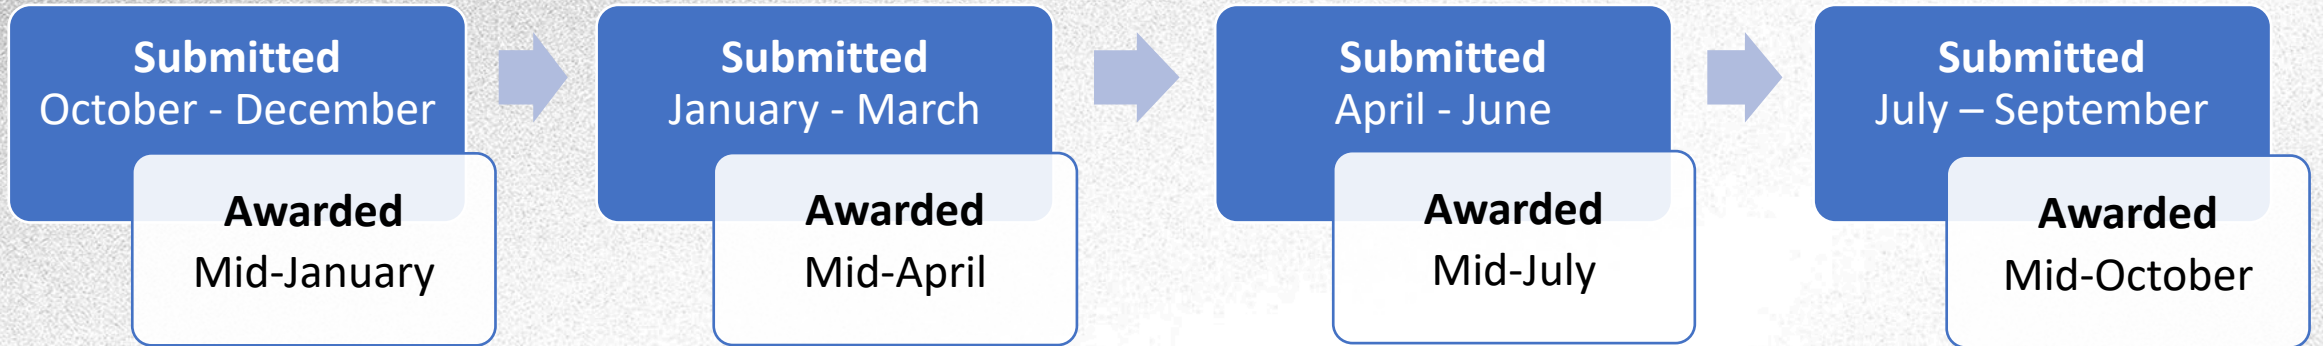 Submitted
October - December
Awarded
Mid-January
Submitted
January - March
Awarded
Mid-April
Submitted
April - June
Awarded
Mid-July
Submitted
July – September
Awarded
Mid-October